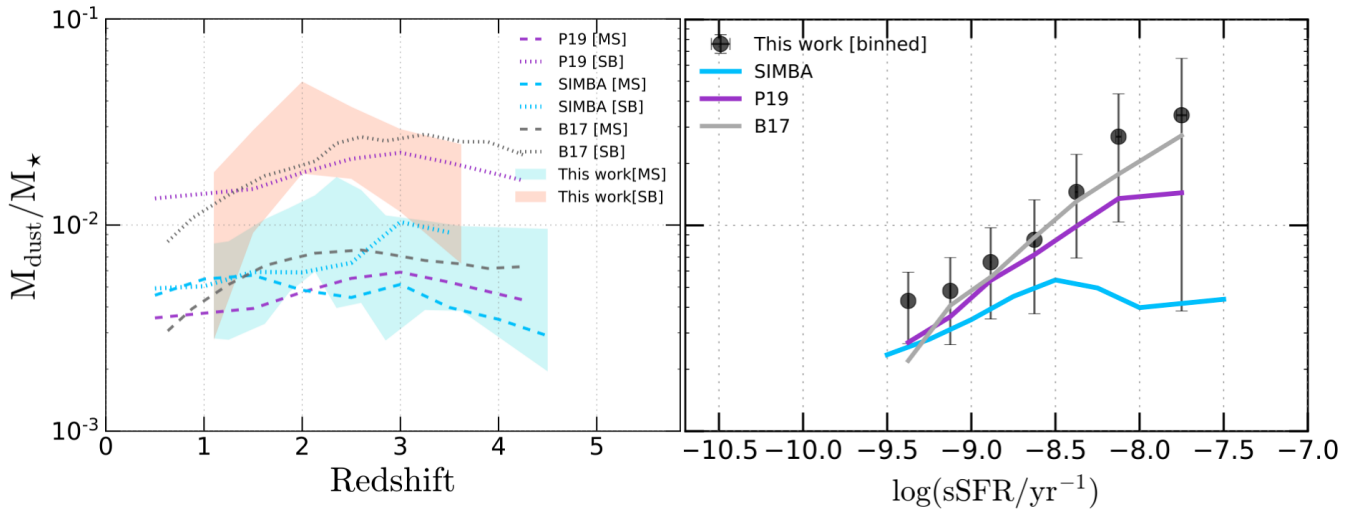 10⁻¹
10⁻²
10⁻³
M_dust/M_★
P19 [MS]
P19 [SB]
SIMBA [MS]
SIMBA [SB]
B17 [MS]
B17 [SB]
This work[MS]
This work[SB]
0 1 2 3 4 5
Redshift
This work [binned]
SIMBA
P19
B17
−10.5 −10.0 −9.5 −9.0 −8.5 −8.0 −7.5 −7.0
log(sSFR/yr⁻¹)